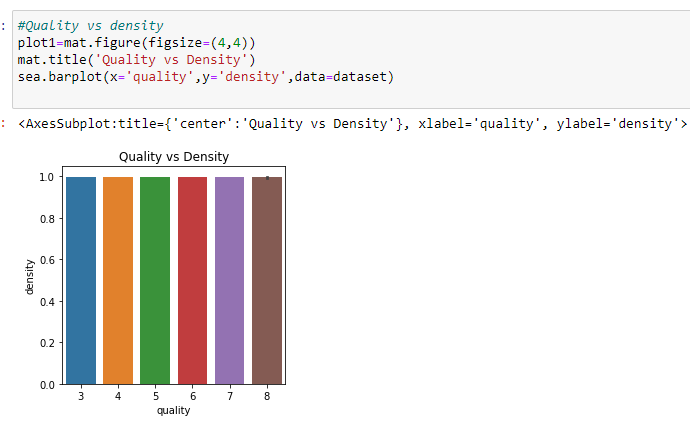 : #Quality vs density
plot1=mat.figure(figsize=(4,4))
mat.title('Quality vs Density')
sea.barplot(x='quality',y='density',data=dataset)
: <AxesSubplot:title={'center':'Quality vs Density'}, xlabel='quality', ylabel='density'>
Quality vs Density
1.0
0.8
0.6
0.4
0.2
0.0
density
3 4 5 6 7 8
quality